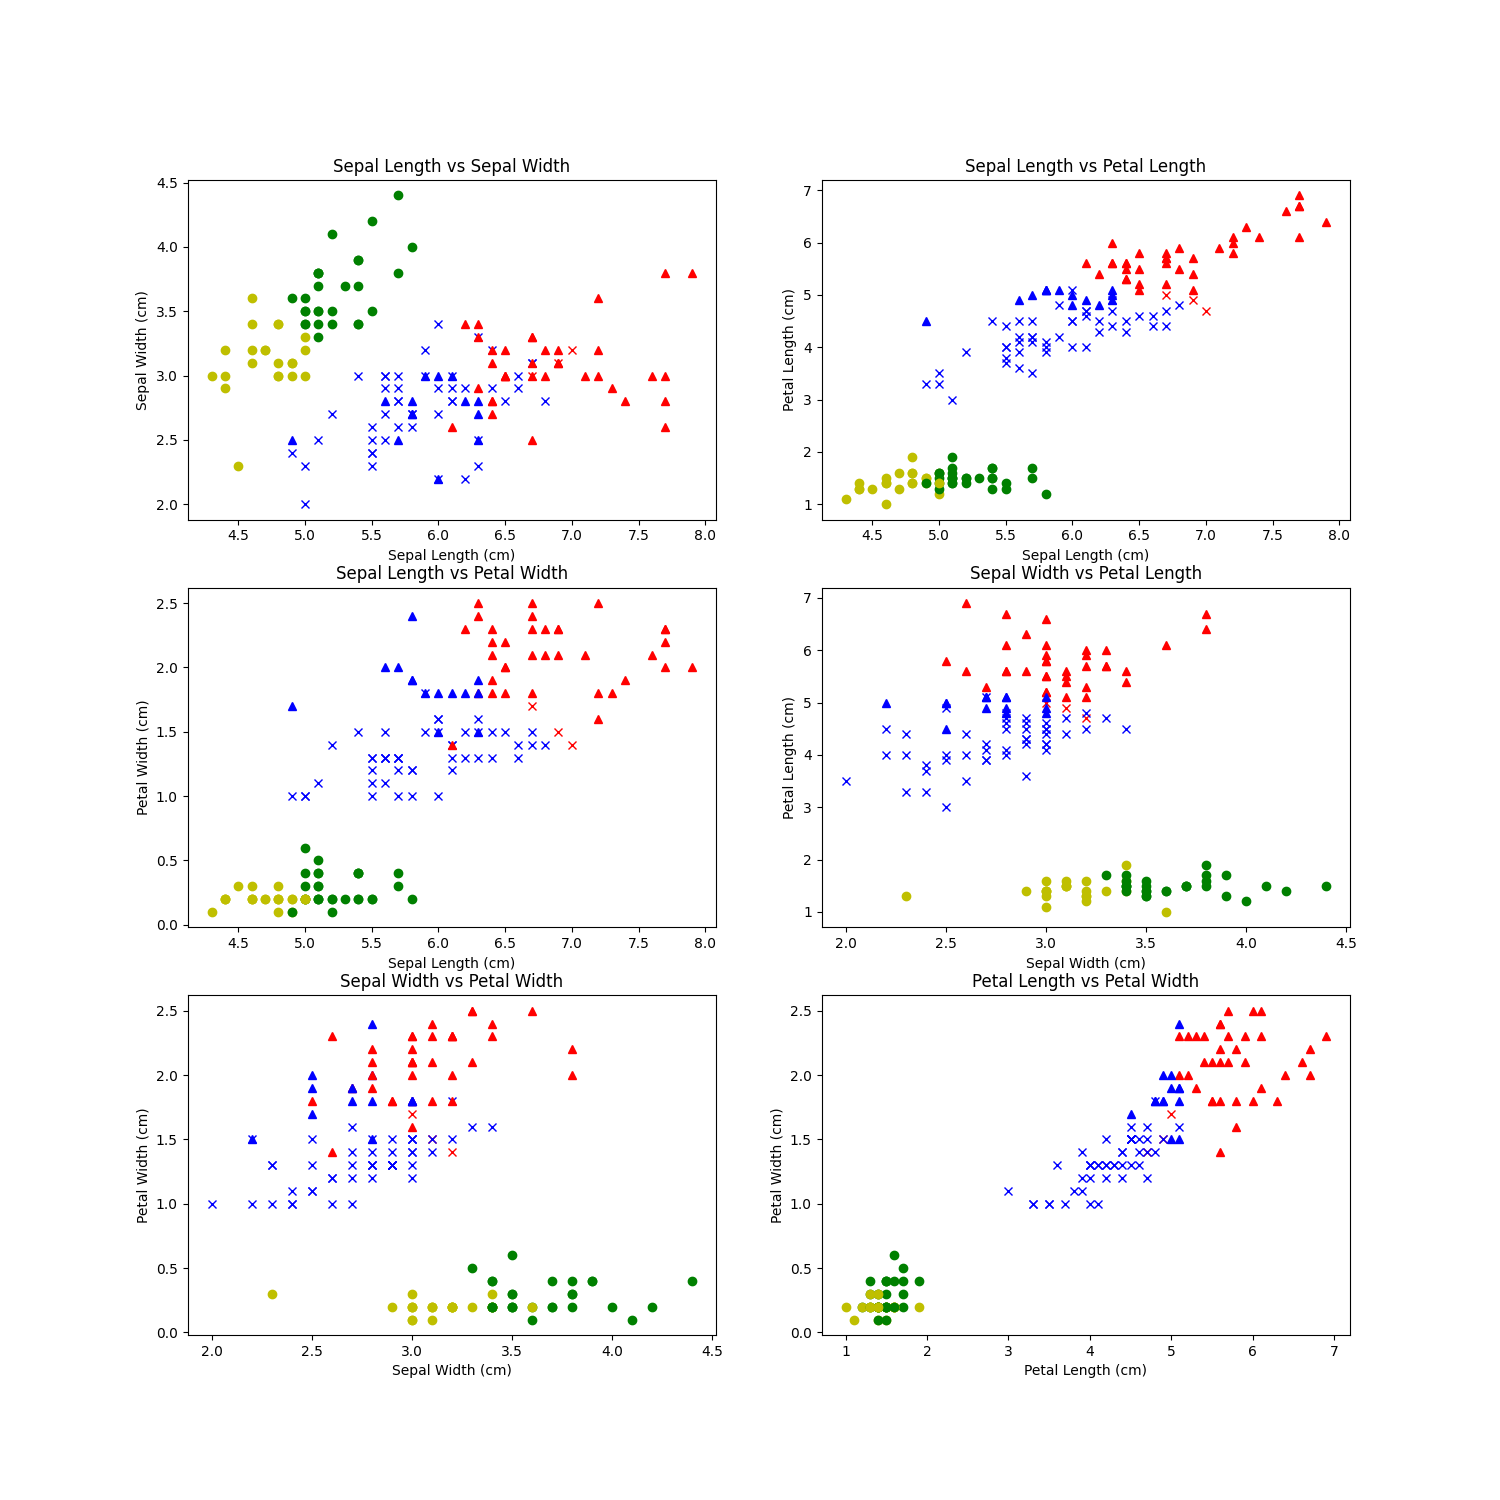 Sepal Length vs Sepal Width
4.5
4.0
3.5
3.0
2.5
2.0
Sepal Width (cm)
4.5 5.0 5.5 6.0 6.5 7.0 7.5 8.0
Sepal Length (cm)
Sepal Length vs Petal Length
7
6
5
4
3
2
1
Petal Length (cm)
4.5 5.0 5.5 6.0 6.5 7.0 7.5 8.0
Sepal Length (cm)
Sepal Length vs Petal Width
2.5
2.0
1.5
1.0
0.5
0.0
Petal Width (cm)
4.5 5.0 5.5 6.0 6.5 7.0 7.5 8.0
Sepal Length (cm)
Sepal Width vs Petal Length
7
6
5
4
3
2
1
Petal Length (cm)
2.0 2.5 3.0 3.5 4.0 4.5
Sepal Width (cm)
Sepal Width vs Petal Width
2.5
2.0
1.5
1.0
0.5
0.0
Petal Width (cm)
2.0 2.5 3.0 3.5 4.0 4.5
Sepal Width (cm)
Petal Length vs Petal Width
2.5
2.0
1.5
1.0
0.5
0.0
Petal Width (cm)
1 2 3 4 5 6 7
Petal Length (cm)